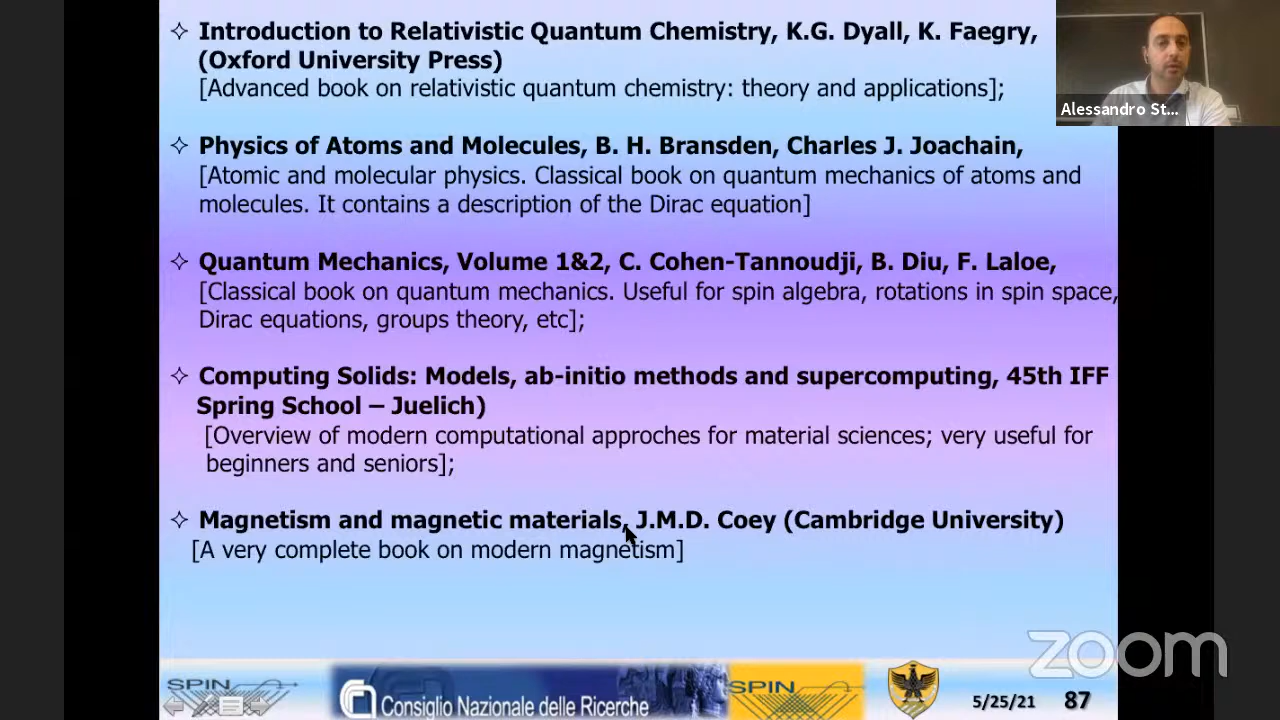 Introduction to Relativistic Quantum Chemistry, K.G. Dyall, K. Faegry,
(Oxford University Press)
[Advanced book on relativistic quantum chemistry: theory and applications];
Physics of Atoms and Molecules, B. H. Bransden, Charles J. Joachain,
[Atomic and molecular physics. Classical book on quantum mechanics of atoms and
molecules. It contains a description of the Dirac equation]
Quantum Mechanics, Volume 1&2, C. Cohen-Tannoudji, B. Diu, F. Laloe,
[Classical book on quantum mechanics. Useful for spin algebra, rotations in spin space,
Dirac equations, groups theory, etc];
Computing Solids: Models, ab-initio methods and supercomputing, 45th IFF
Spring School – Juelich)
[Overview of modern computational approches for material sciences; very useful for
beginners and seniors];
Magnetism and magnetic materials, J.M.D. Coey (Cambridge University)
[A very complete book on modern magnetism]
Alessandro St...
zoom
SPIN
Consiglio Nazionale delle Ricerche
SPIN
5/25/21 87